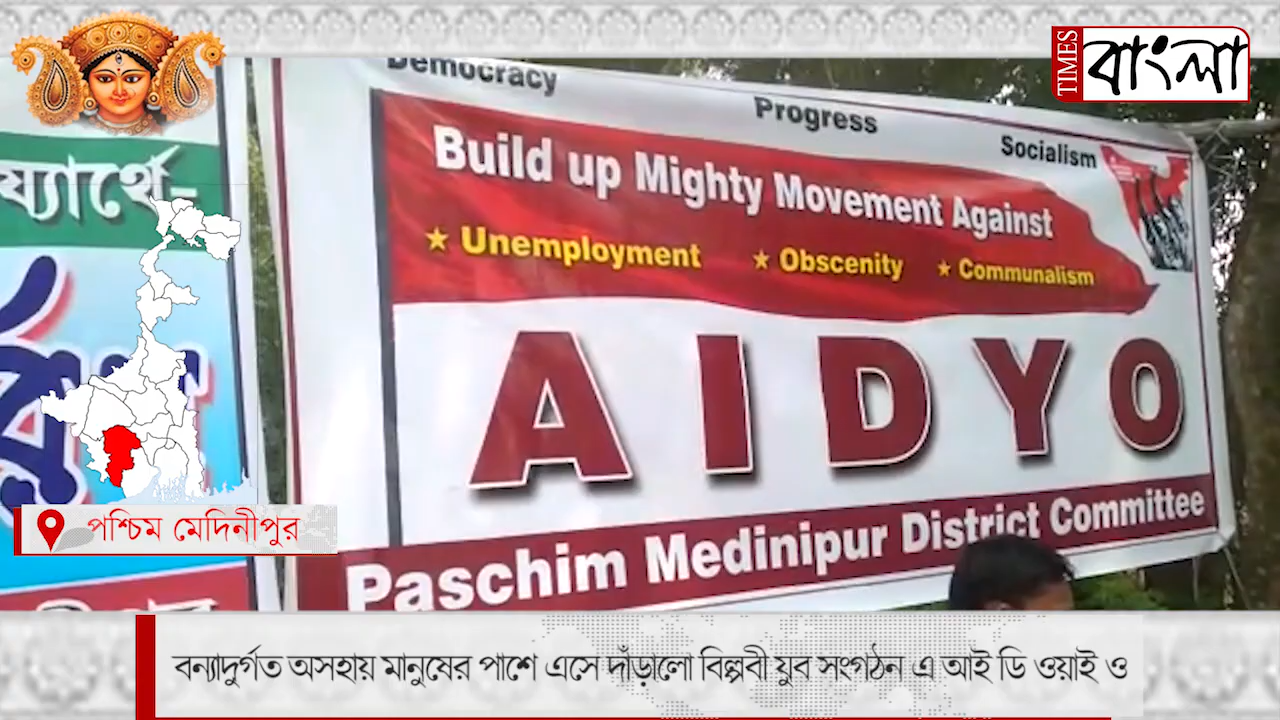 TIMES বাংলা
Democracy
Progress
Socialism
Build up Mighty Movement Against
★ Unemployment ★ Obscenity ★ Communalism
AIDYO
Paschim Medinipur District Committee
পশ্চিম মেদিনীপুর
বন্যাদুর্গত অসহায় মানুষের পাশে এসে দাঁড়ালো বিল্পবী যুব সংগঠন এ আই ডি ওয়াই ও